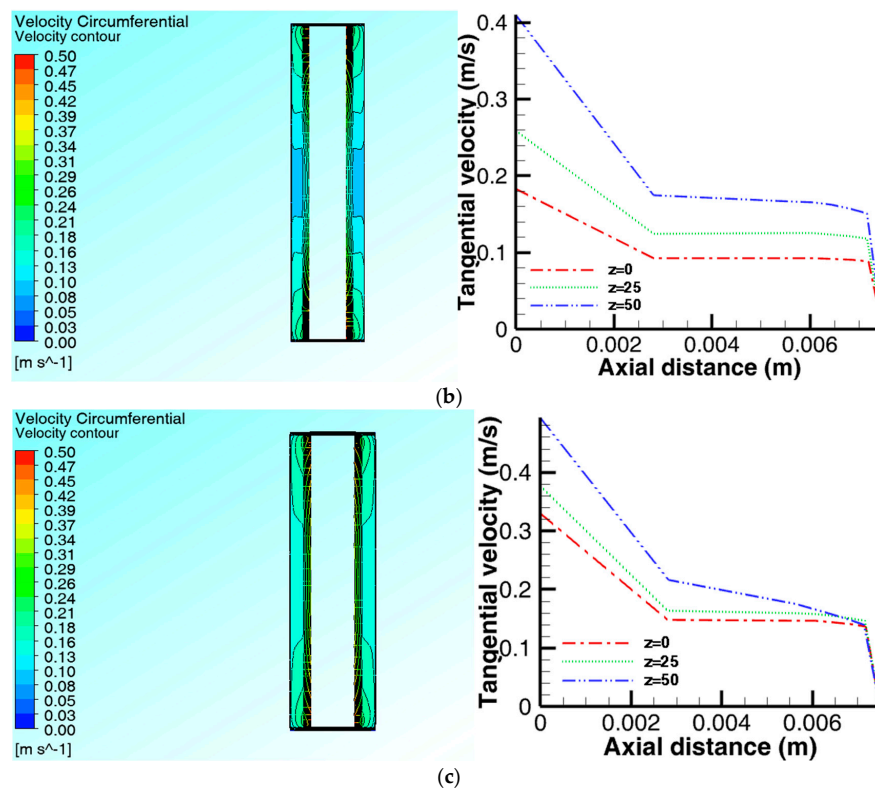 Velocity Circumferential
Velocity contour
0.50
0.47
0.45
0.42
0.39
0.37
0.34
0.31
0.29
0.26
0.24
0.21
0.18
0.16
0.13
0.10
0.08
0.05
0.03
0.00
[m s^-1]
Tangential velocity (m/s)
0.4
0.3
0.2
0.1
0
z=0
z=25
z=50
0 0.002 0.004 0.006
Axial distance (m)
(b)
Velocity Circumferential
Velocity contour
0.50
0.47
0.45
0.42
0.39
0.37
0.34
0.31
0.29
0.26
0.24
0.21
0.18
0.16
0.13
0.10
0.08
0.05
0.03
0.00
[m s^-1]
Tangential velocity (m/s)
0.4
0.3
0.2
0.1
0
z=0
z=25
z=50
0 0.002 0.004 0.006
Axial distance (m)
(c)